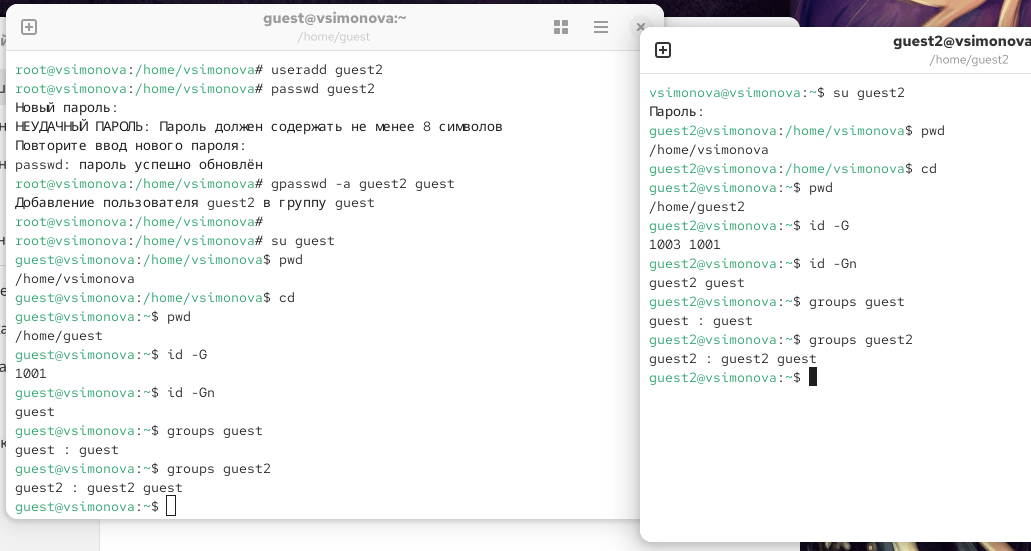 guest@vsimonova:~
/home/guest
root@vsimonova:/home/vsimonova# useradd guest2
root@vsimonova:/home/vsimonova# passwd guest2
Новый пароль:
НЕУДАЧНЫЙ ПАРОЛЬ: Пароль должен содержать не менее 8 символов
Повторите ввод нового пароля:
passwd: пароль успешно обновлён
root@vsimonova:/home/vsimonova# gpasswd -a guest2 guest
Добавление пользователя guest2 в группу guest
root@vsimonova:/home/vsimonova#
root@vsimonova:/home/vsimonova# su guest
guest@vsimonova:/home/vsimonova$ pwd
/home/vsimonova
guest@vsimonova:/home/vsimonova$ cd
guest@vsimonova:~$ pwd
/home/guest
guest@vsimonova:~$ id -G
1001
guest@vsimonova:~$ id -Gn
guest
guest@vsimonova:~$ groups guest
guest : guest
guest@vsimonova:~$ groups guest2
guest2 : guest2 guest
guest@vsimonova:~$
guest2@vsimonova
/home/guest2
vsimonova@vsimonova:~$ su guest2
Пароль:
guest2@vsimonova:/home/vsimonova$ pwd
/home/vsimonova
guest2@vsimonova:/home/vsimonova$ cd
guest2@vsimonova:~$ pwd
/home/guest2
guest2@vsimonova:~$ id -G
1003 1001
guest2@vsimonova:~$ id -Gn
guest2 guest
guest2@vsimonova:~$ groups guest
guest : guest
guest2@vsimonova:~$ groups guest2
guest2 : guest2 guest
guest2@vsimonova:~$